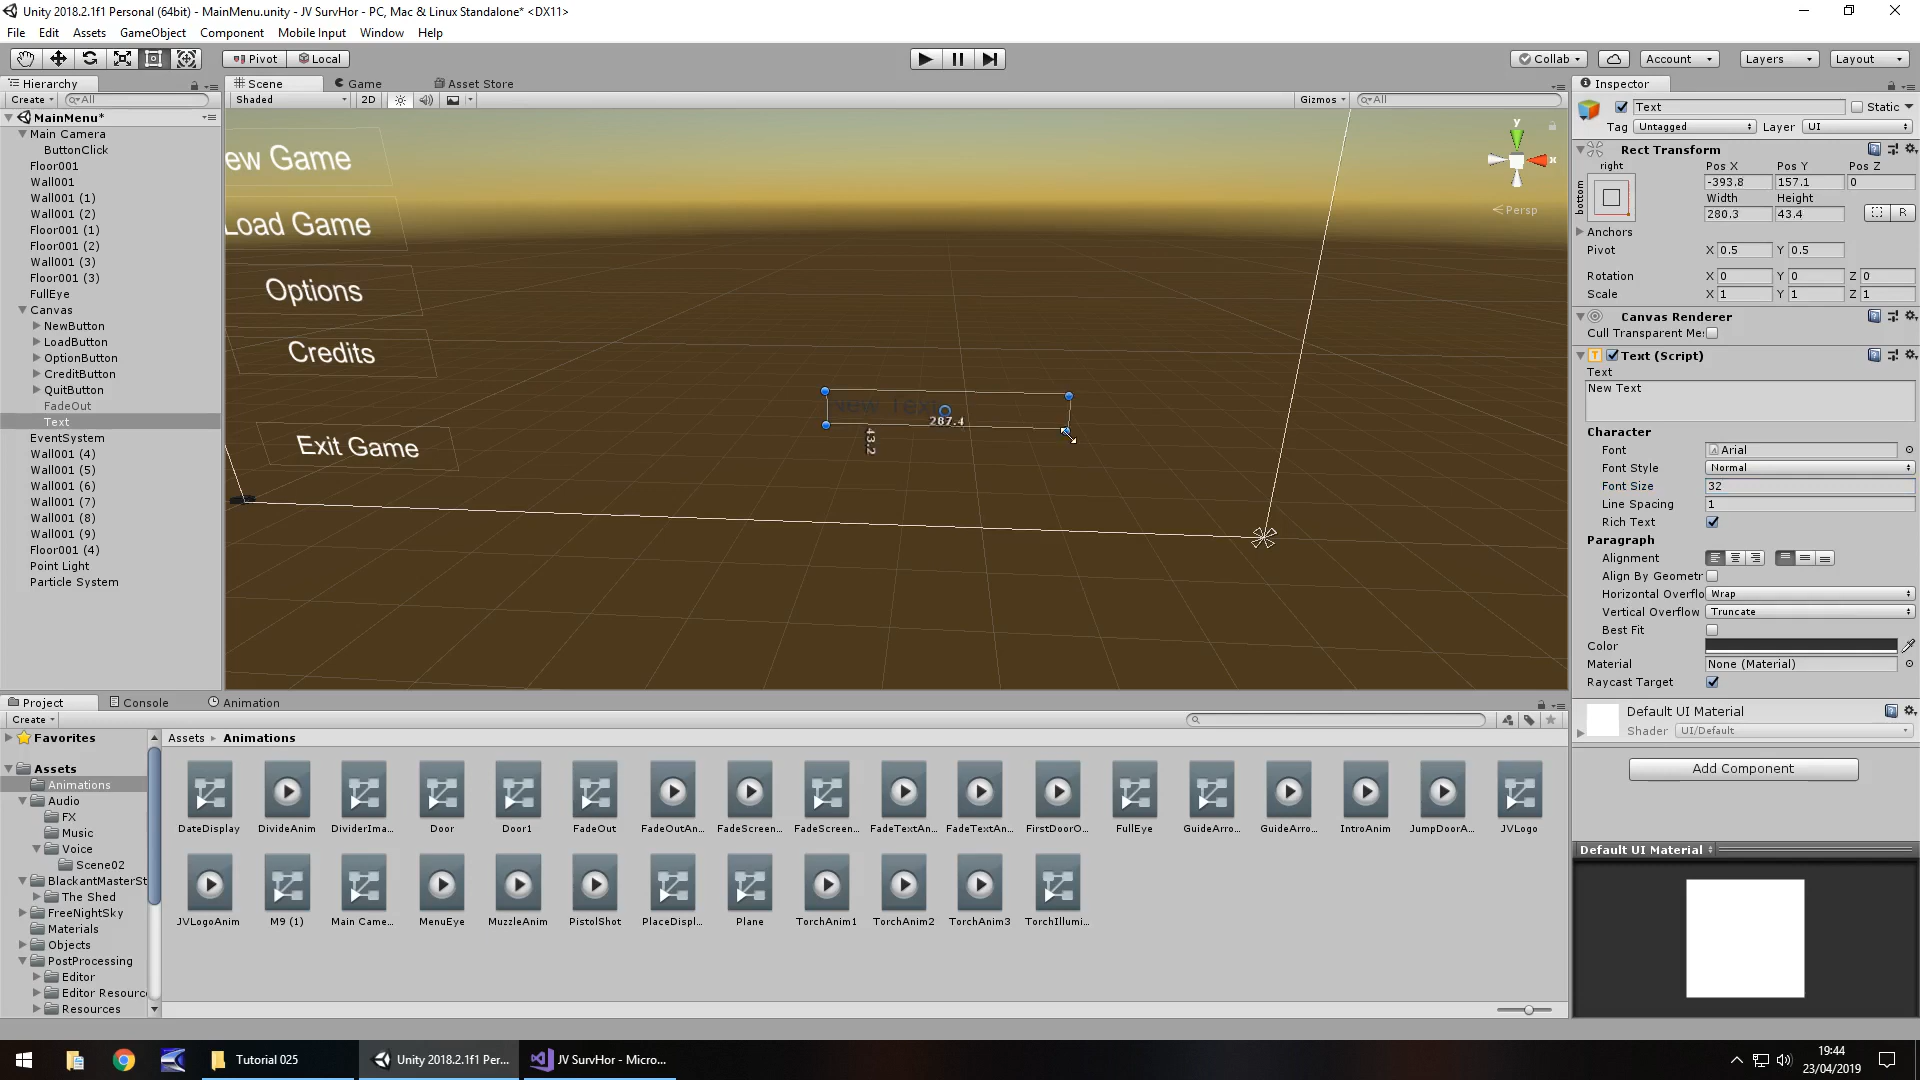 Unity 2018.2.1f1 Personal (64bit) - MainMenu.unity - JV SurvHor - PC, Mac & Linux Standalone* <DX11>
File Edit Assets GameObject Component Mobile Input Window Help
Pivot Local Collab Account Layers Layout
Hierarchy
Create All
MainMenu*
Main Camera
ButtonClick
Floor001
Wall001
Wall001 (1)
Wall001 (2)
Floor001 (1)
Floor001 (2)
Wall001 (3)
Floor001 (3)
FullEye
Canvas
NewButton
LoadButton
OptionButton
CreditButton
QuitButton
FadeOut
Text
EventSystem
Wall001 (4)
Wall001 (5)
Wall001 (6)
Wall001 (7)
Wall001 (8)
Wall001 (9)
Floor001 (4)
Point Light
Particle System
Scene Game Asset Store
Shaded 2D Gizmos All
ew Game
Load Game
Options
Credits
Exit Game
New Text
287.4
43.2
y
x
Persp
Inspector
Text Static
Tag Untagged Layer UI
Rect Transform
right
bottom
Pos X Pos Y Pos Z
-393.8 157.1 0
Width Height
280.3 43.4 R
Anchors
Pivot X 0.5 Y 0.5
Rotation X 0 Y 0 Z 0
Scale X 1 Y 1 Z 1
Canvas Renderer
Cull Transparent Me
Text (Script)
Text
New Text
Character
Font Arial
Font Style Normal
Font Size 32
Line Spacing 1
Rich Text
Paragraph
Alignment
Align By Geometr
Horizontal Overflo Wrap
Vertical Overflow Truncate
Best Fit
Color
Material None (Material)
Raycast Target
Default UI Material
Shader UI/Default
Add Component
Default UI Material
Project Console Animation
Create
Favorites
Assets
Animations
Audio
FX
Music
Voice
Scene02
BlackantMasterSt
The Shed
FreeNightSky
Materials
Objects
PostProcessing
Editor
Editor Resourc
Resources
Assets Animations
DateDisplay DivideAnim DividerIma... Door Door1 FadeOut FadeOutAn... FadeScreen... FadeScreen... FadeTextAn... FadeTextAn... FirstDoorO... FullEye GuideArro... GuideArro... IntroAnim JumpDoorA... JVLogo
JVLogoAnim M9 (1) Main Came... MenuEye MuzzleAnim PistolShot PlaceDispl... Plane TorchAnim1 TorchAnim2 TorchAnim3 TorchIllumi...
Tutorial 025 Unity 2018.2.1f1 Per... JV SurvHor - Micro...
19:44
23/04/2019